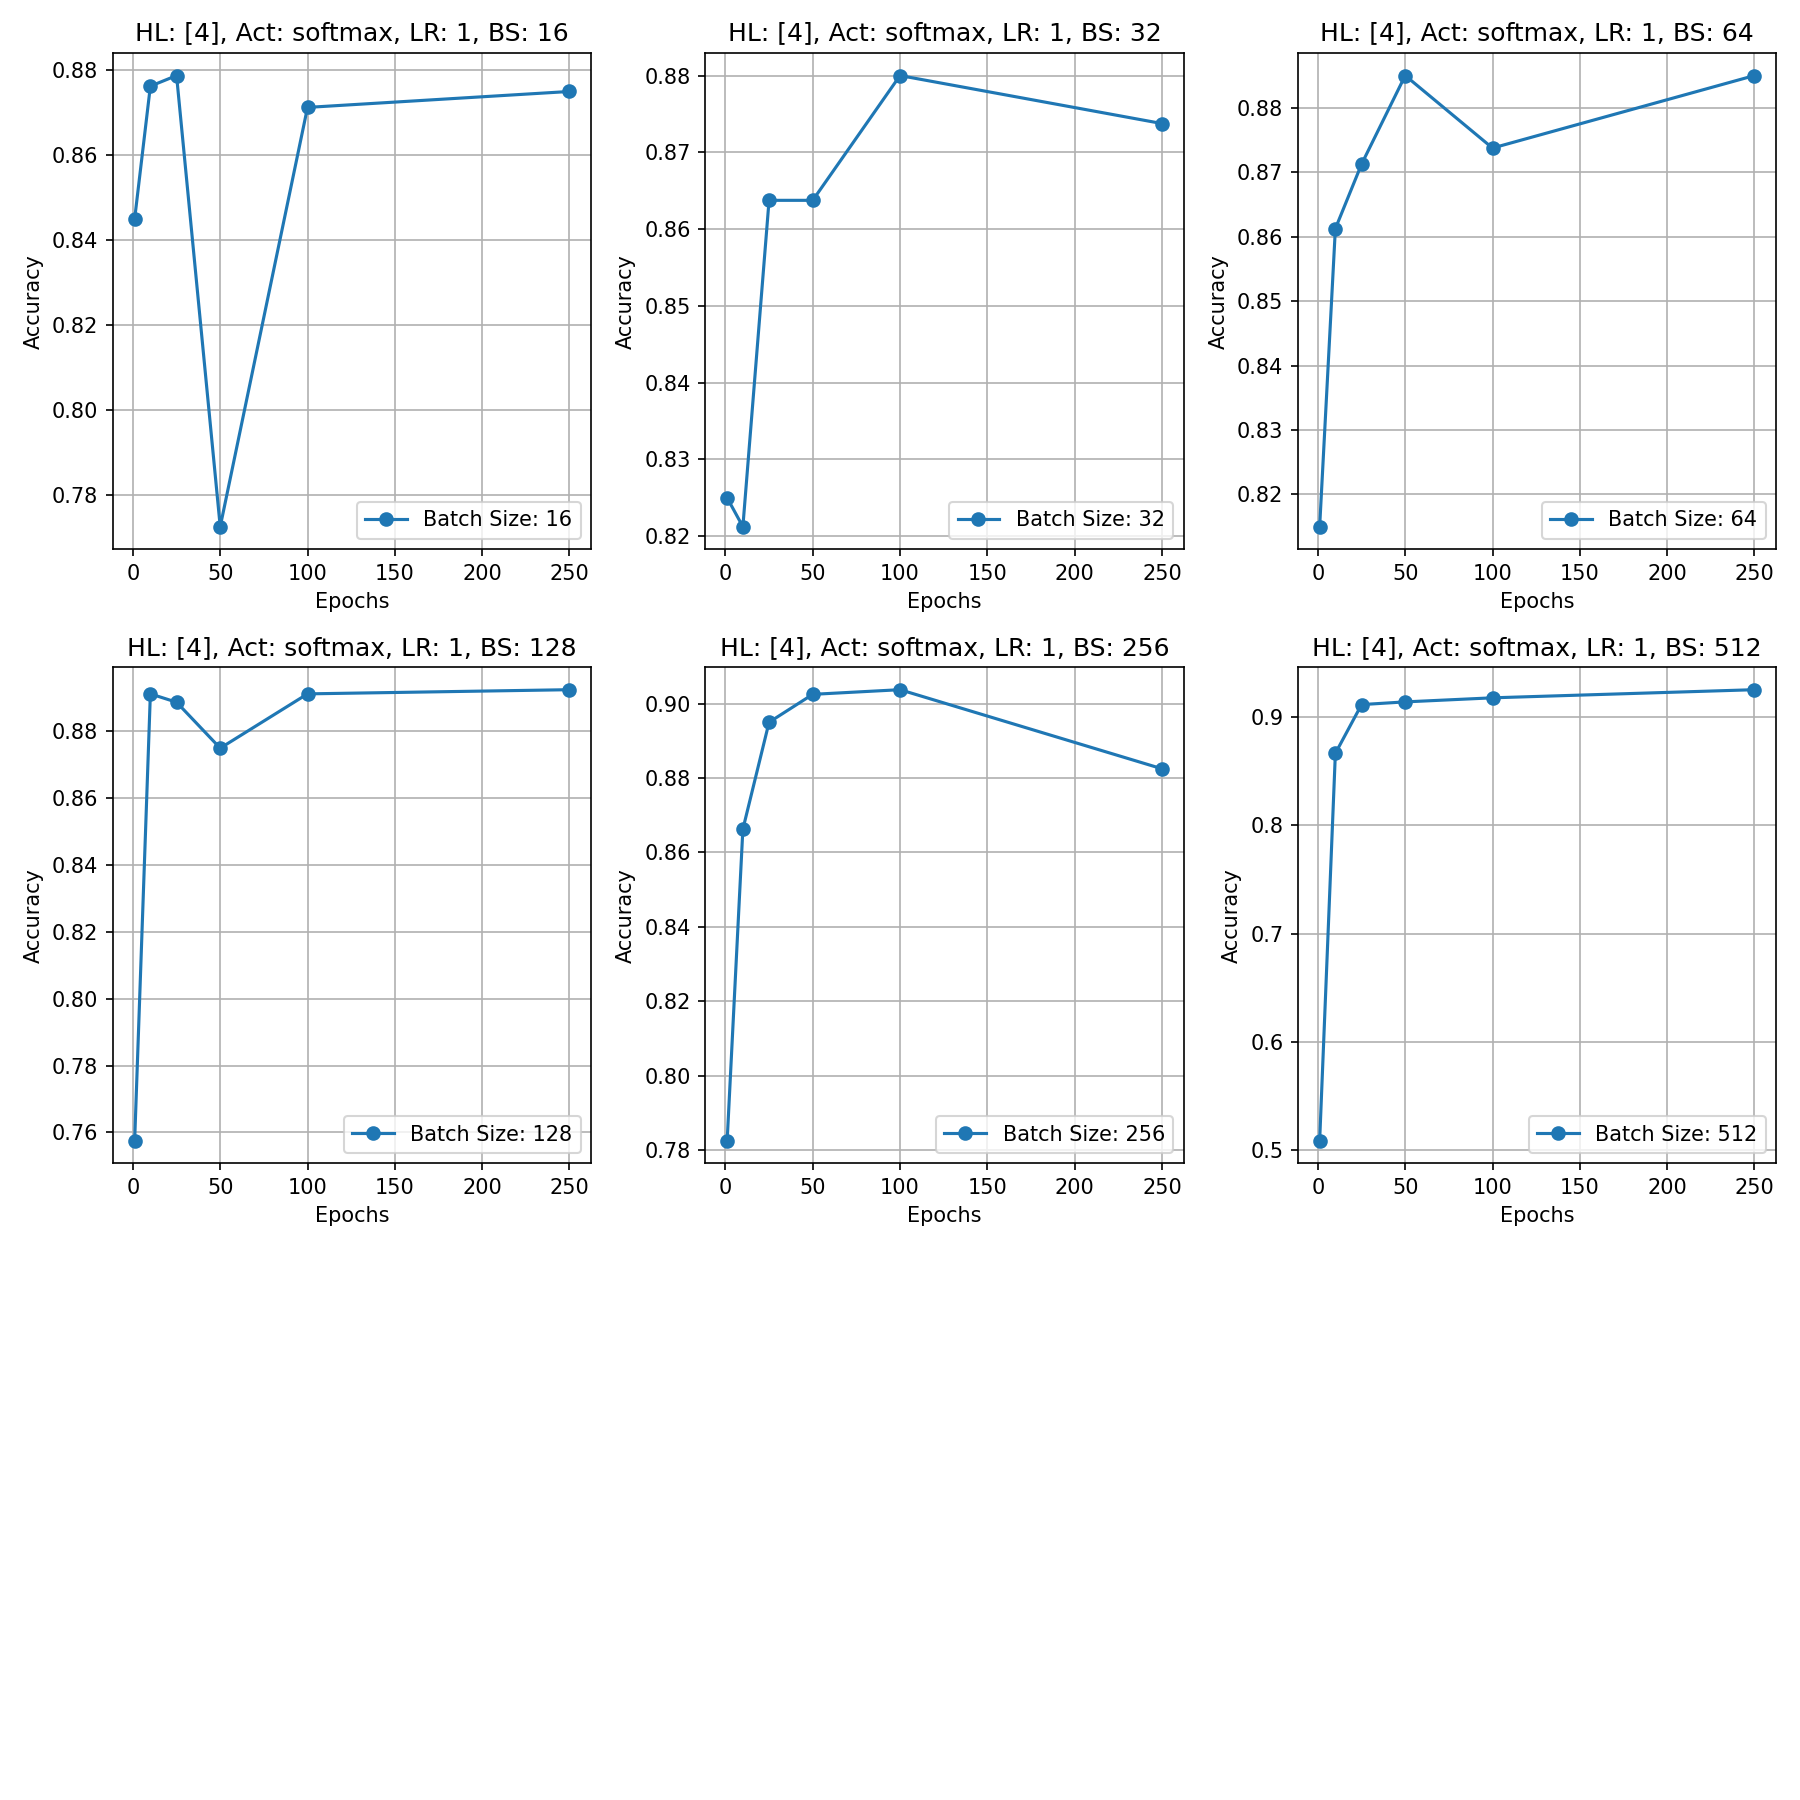 HL: [4], Act: softmax, LR: 1, BS: 16
0.88
0.86
0.84
0.82
0.80
0.78
Accuracy
Batch Size: 16
0 50 100 150 200 250
Epochs
HL: [4], Act: softmax, LR: 1, BS: 32
0.88
0.87
0.86
0.85
0.84
0.83
0.82
Accuracy
Batch Size: 32
0 50 100 150 200 250
Epochs
HL: [4], Act: softmax, LR: 1, BS: 64
0.88
0.87
0.86
0.85
0.84
0.83
0.82
Accuracy
Batch Size: 64
0 50 100 150 200 250
Epochs
HL: [4], Act: softmax, LR: 1, BS: 128
0.88
0.86
0.84
0.82
0.80
0.78
0.76
Accuracy
Batch Size: 128
0 50 100 150 200 250
Epochs
HL: [4], Act: softmax, LR: 1, BS: 256
0.90
0.88
0.86
0.84
0.82
0.80
0.78
Accuracy
Batch Size: 256
0 50 100 150 200 250
Epochs
HL: [4], Act: softmax, LR: 1, BS: 512
0.9
0.8
0.7
0.6
0.5
Accuracy
Batch Size: 512
0 50 100 150 200 250
Epochs